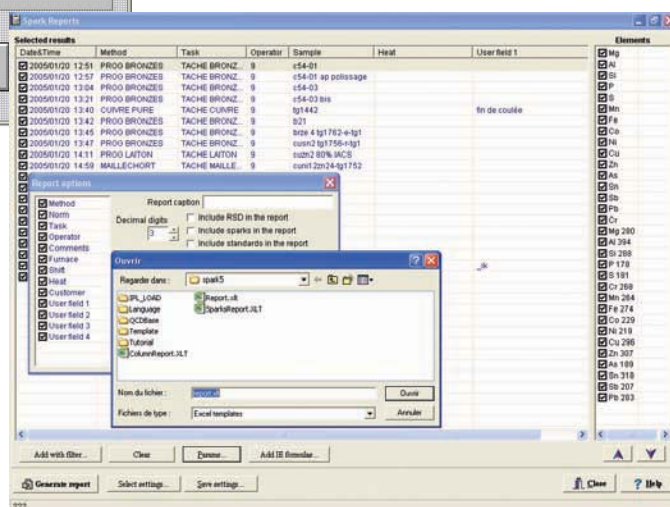 Spark Reports
Selected results
Elements
Date&Time Method Task Operator Sample Heat User field 1
2005/01/20 12:51 PROG BRONZES TACHE BRONZ... 9 c54-01
2005/01/20 12:57 PROG BRONZES TACHE BRONZ... 9 c54-01 ap polissage
2005/01/20 13:04 PROG BRONZES TACHE BRONZ... 9 c54-03
2005/01/20 13:21 PROG BRONZES TACHE BRONZ... 9 c54-03 bis
2005/01/20 13:40 CUIVRE PURE TACHE CUIVRE 9 tg1442 fin de coulée
2005/01/20 13:42 PROG BRONZES TACHE BRONZ... 9 b21
2005/01/20 13:45 PROG BRONZES TACHE BRONZ... 9 brze 4 tg1762-e-tg1
2005/01/20 13:47 PROG BRONZES TACHE BRONZ... 9 cusn2 tg1756-r-tg1
2005/01/20 14:11 PROG LAITON TACHE LAITON 9 cuzn2 80% IACS
2005/01/20 14:59 MAILLECHORT TACHE MAILLE... 9 cuni12zn24-tg1752
Report options
Method
Norm
Task
Operator
Comments
Furnace
Shift
Heat
Customer
User field 1
User field 2
User field 3
User field 4
Report caption
Decimal digits
3
Include RSD in the report
Include sparks in the report
Include standards in the report
Ouvrir
Regarder dans : spark5
IPL_LOAD
Language
QCDBase
Template
Tutorial
ColumnReport.XLT
Report.xlt
SparksReport.XLT
Nom du fichier : report.xlt
Ouvrir
Fichiers de type : Excel templates
Annuler
Mg
Al
Si
P
S
Mn
Fe
Co
Ni
Cu
Zn
As
Sn
Sb
Pb
Cr
Mg 280
Al 394
Si 288
P 178
S 181
Cr 268
Mn 264
Fe 274
Co 229
Ni 219
Cu 296
Zn 307
As 189
Sn 318
Sb 207
Pb 283
Add with filter...
Clear
Param...
Add IE formulas...
Generate report
Select settings...
Save settings...
Close
Help